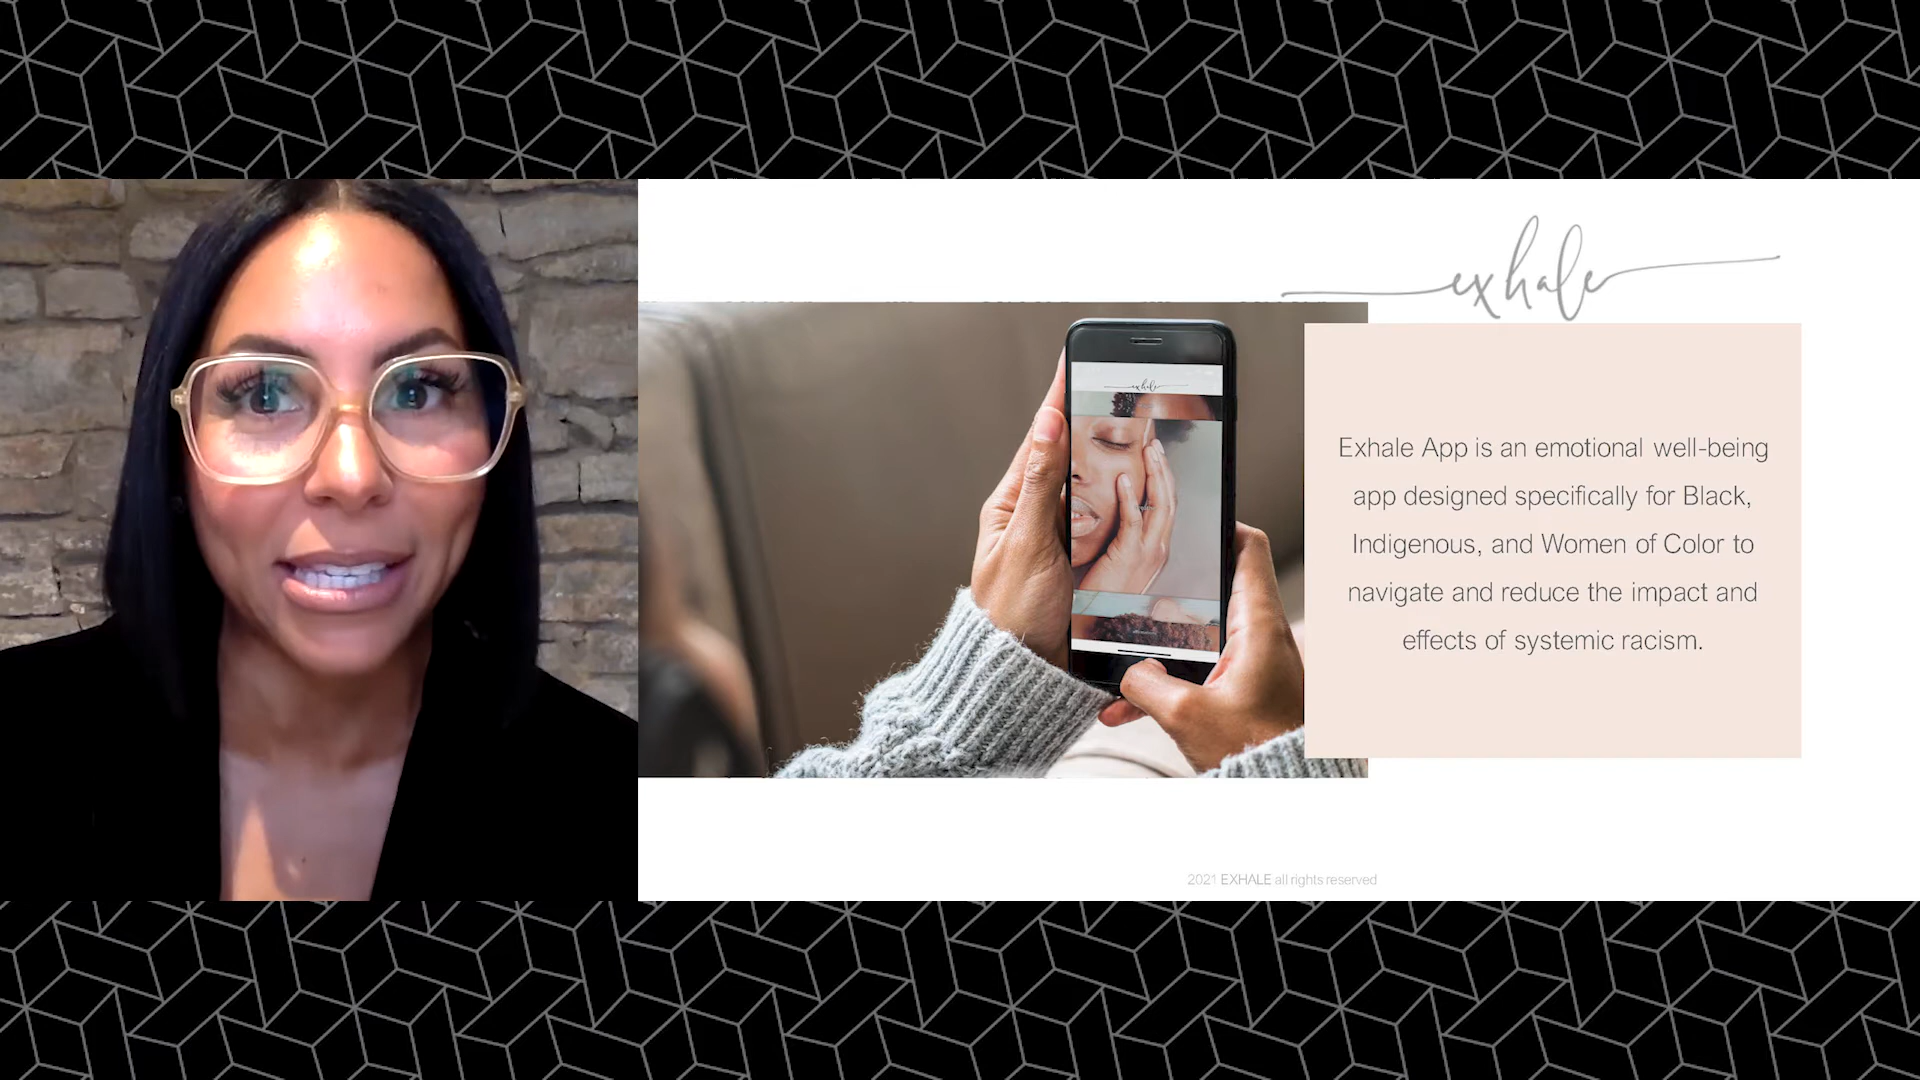 exhale
exhale
Exhale App is an emotional well-being
app designed specifically for Black,
Indigenous, and Women of Color to
navigate and reduce the impact and
effects of systemic racism.
2021 EXHALE all rights reserved